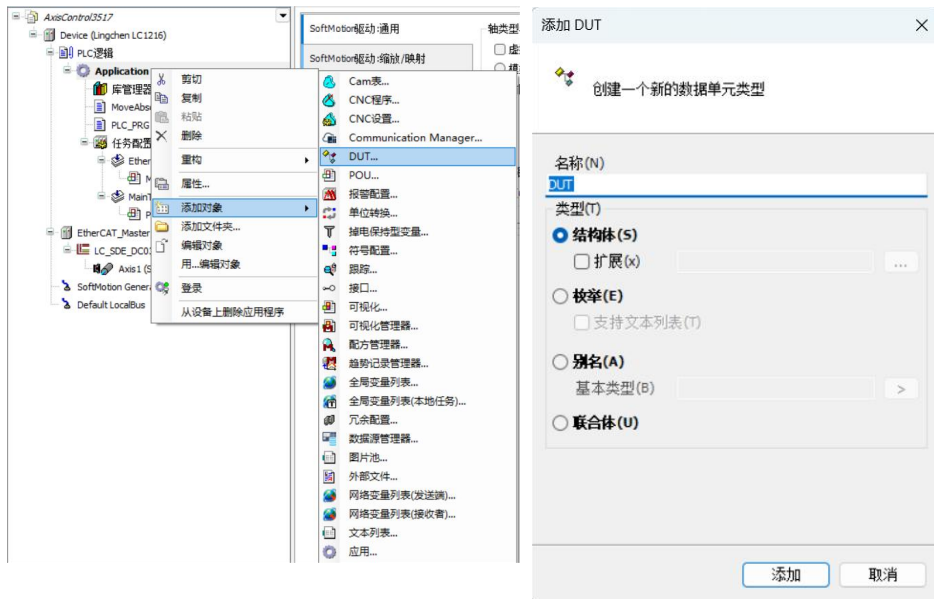 AxisControl3517
Device (Lingchen LC1216)
PLC逻辑
Application
库管理器
MoveAbs
PLC_PRG
任务配置
Ether
MainT
EtherCAT_Master
LC_SDE_DC03
Axis1 (S
SoftMotion Genera
Default LocalBus
剪切
复制
粘贴
删除
重构
属性...
添加对象
添加文件夹...
编辑对象
用...编辑对象
登录
从设备上删除应用程序
SoftMotion驱动:通用
轴类型
SoftMotion驱动:缩放/映射
Cam表...
CNC程序...
CNC设置...
Communication Manager...
DUT...
POU...
报警配置...
单位转换...
掉电保持型变量...
符号配置...
跟踪...
接口...
可视化...
可视化管理器...
配方管理器...
趋势记录管理器...
全局变量列表...
全局变量列表(本地任务)...
冗余配置...
数据源管理器...
图片池...
外部文件...
网络变量列表(发送端)...
网络变量列表(接收者)...
文本列表...
应用...
添加 DUT
创建一个新的数据单元类型
名称(N)
DUT
类型(T)
结构体(S)
扩展(x)
...
枚举(E)
支持文本列表(T)
别名(A)
基本类型(B)
>
联合体(U)
添加
取消